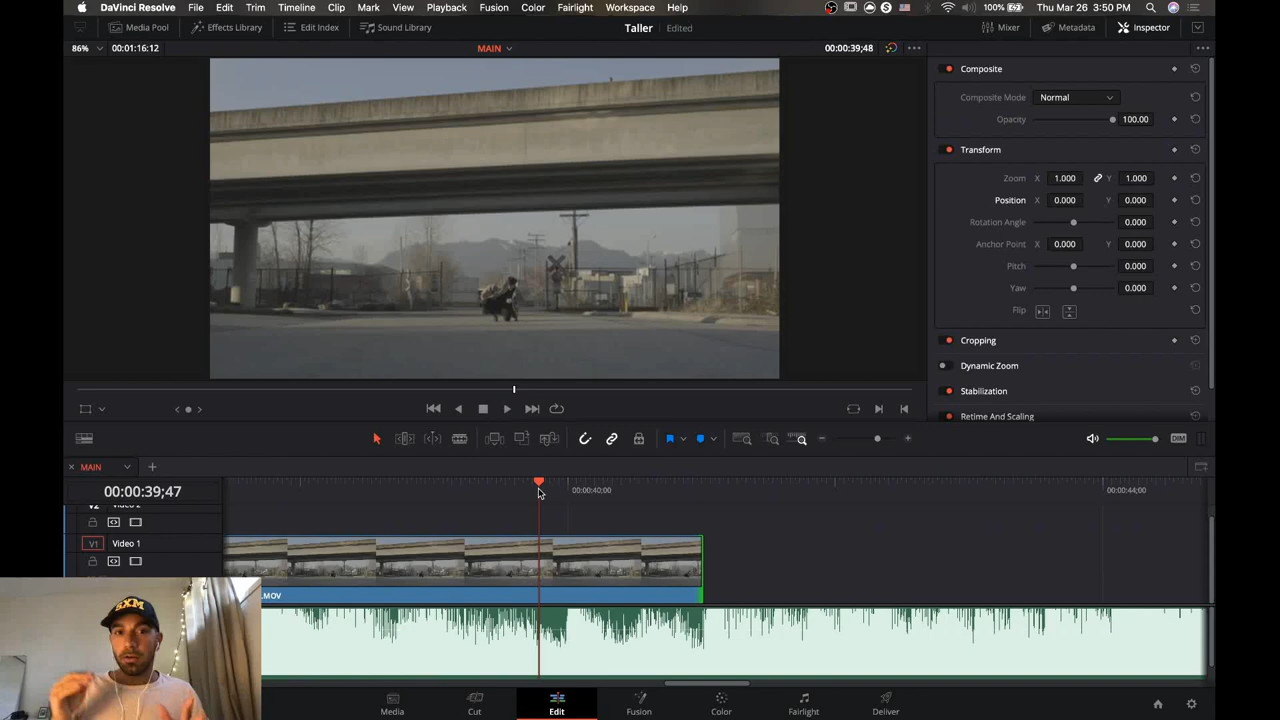 DaVinci Resolve File Edit Trim Timeline Clip Mark View Playback Fusion Color Fairlight Workspace Help 100% Thu Mar 26 3:50 PM
Media Pool Effects Library Edit Index Sound Library Taller Edited Mixer Metadata Inspector
86% 00:01:16:12 MAIN 00:00:39;48
Composite
Composite Mode Normal
Opacity 100.00
Transform
Zoom X 1.000 Y 1.000
Position X 0.000 Y 0.000
Rotation Angle 0.000
Anchor Point X 0.000 Y 0.000
Pitch 0.000
Yaw 0.000
Flip
Cropping
Dynamic Zoom
Stabilization
Retime And Scaling
DIM
MAIN
00:00:39;47 00:00:40;00 00:00:44;00
V2 Video 2
V1 Video 1
.MOV
SXM
Media Cut Edit Fusion Color Fairlight Deliver